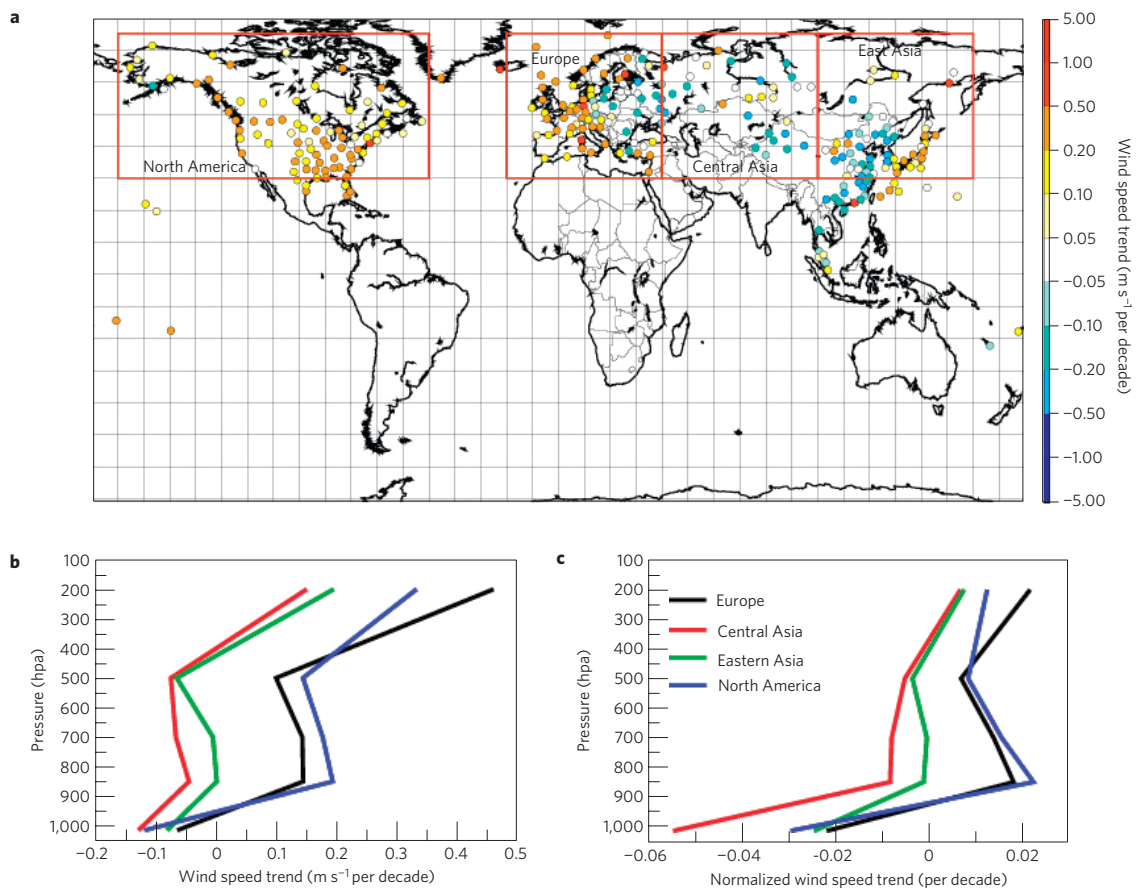 a
North America
Europe
Central Asia
East Asia
5.00
1.00
0.50
0.20
0.10
0.05
−0.05
−0.10
−0.20
−0.50
−1.00
−5.00
Wind speed trend (m s⁻¹ per decade)
b
100
200
300
400
500
600
700
800
900
1,000
Pressure (hpa)
−0.2
−0.1
0
0.1
0.2
0.3
0.4
0.5
Wind speed trend (m s⁻¹ per decade)
c
100
200
300
400
500
600
700
800
900
1,000
Pressure (hpa)
Europe
Central Asia
Eastern Asia
North America
−0.06
−0.04
-0.02
0
0.02
Normalized wind speed trend (per decade)